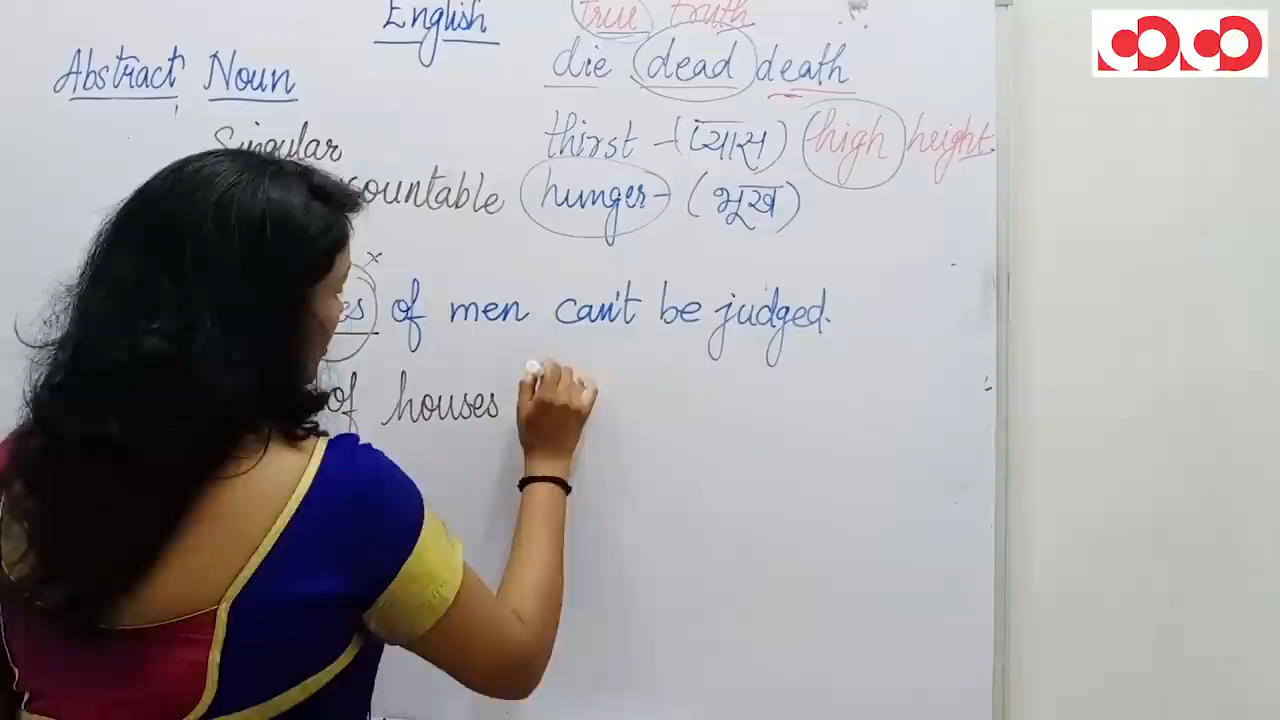 English
true truth
Abstract Noun
die dead death
Singular
thirst - (प्यास) high height
countable hunger - (भूख)
of men can't be judged.
of houses